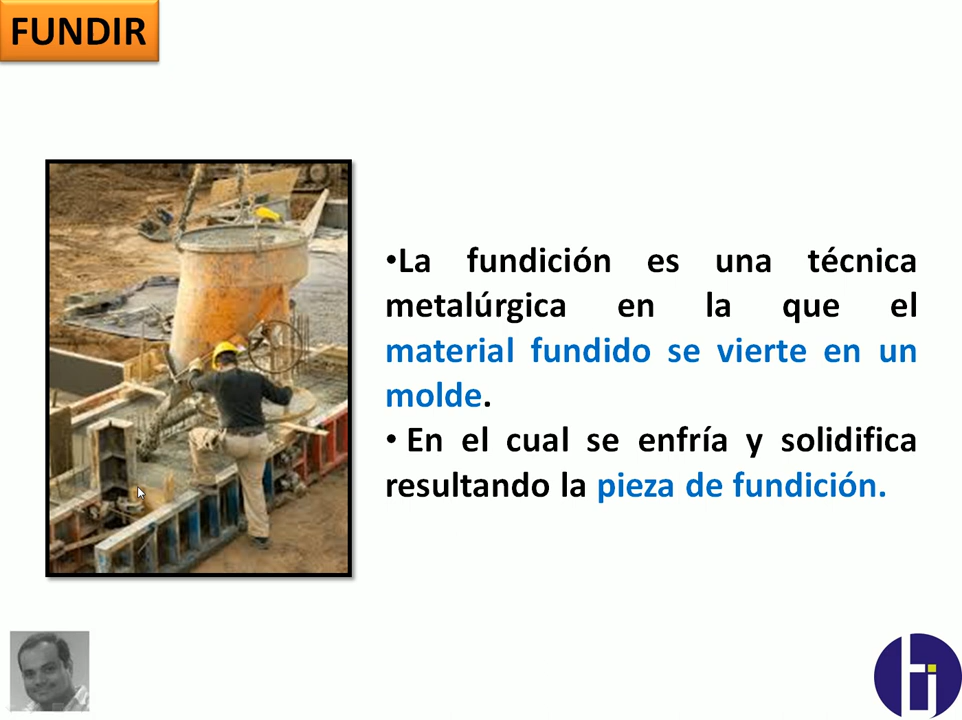 FUNDIR
•La fundición es una técnica
metalúrgica en la que el
material fundido se vierte en un
molde.
• En el cual se enfría y solidifica
resultando la pieza de fundición.